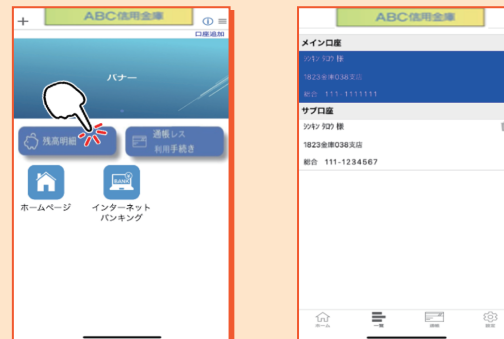 ABC信用金庫
口座追加
バナー
残高明細
通帳レス
利用手続き
BANK
ホームページ
インターネット
バンキング
ABC信用金庫
メイン口座
ｼﾝｷﾝ ﾀﾛｳ 様
1823金庫038支店
総合 111-1111111
サブ口座
ｼﾝｷﾝ ﾀﾛｳ 様
1823金庫038支店
総合 111-1234567
ホーム
一覧
通帳
設定